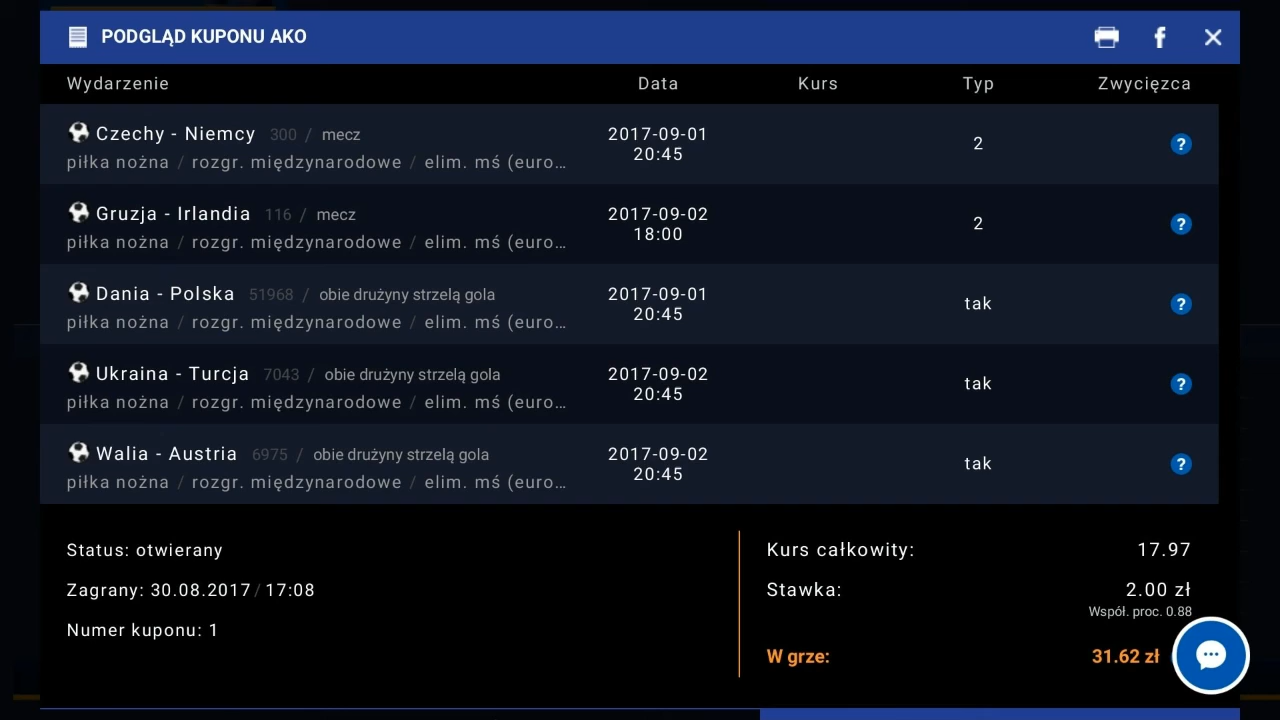 PODGLĄD KUPONU AKO
Wydarzenie Data Kurs Typ Zwycięzca
Czechy - Niemcy 300 / mecz
piłka nożna / rozgr. międzynarodowe / elim. mś (euro...
2017-09-01
20:45
2
?
Gruzja - Irlandia 116 / mecz
piłka nożna / rozgr. międzynarodowe / elim. mś (euro...
2017-09-02
18:00
2
?
Dania - Polska 51968 / obie drużyny strzelą gola
piłka nożna / rozgr. międzynarodowe / elim. mś (euro...
2017-09-01
20:45
tak
?
Ukraina - Turcja 7043 / obie drużyny strzelą gola
piłka nożna / rozgr. międzynarodowe / elim. mś (euro...
2017-09-02
20:45
tak
?
Walia - Austria 6975 / obie drużyny strzelą gola
piłka nożna / rozgr. międzynarodowe / elim. mś (euro...
2017-09-02
20:45
tak
?
Status: otwierany
Zagrany: 30.08.2017 / 17:08
Numer kuponu: 1
Kurs całkowity: 17.97
Stawka: 2.00 zł
Współ. proc. 0.88
W grze: 31.62 zł